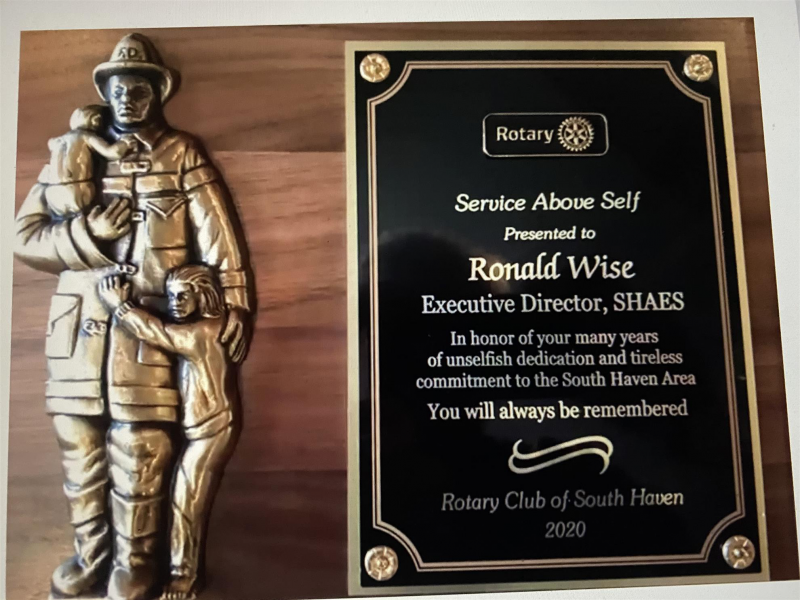 FD
Rotary
Service Above Self
Presented to
Ronald Wise
Executive Director, SHAES
In honor of your many years
of unselfish dedication and tireless
commitment to the South Haven Area
You will always be remembered
Rotary Club of South Haven
2020